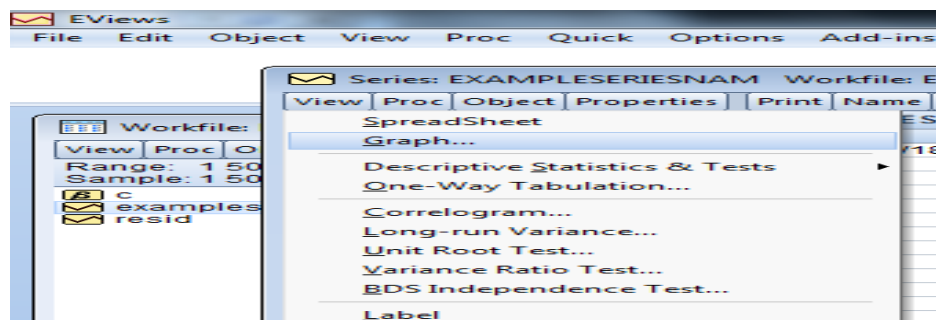 EViews
File Edit Object View Proc Quick Options Add-ins
Series: EXAMPLESERIESNAM Workfile: E
View Proc Object Properties Print Name
SpreadSheet
Graph...
Descriptive Statistics & Tests
One-Way Tabulation...
Correlogram...
Long-run Variance...
Unit Root Test...
Variance Ratio Test...
BDS Independence Test...
Label
Workfile:
View Proc O
Range: 1 50
Sample: 1 50
c
examples
resid
ES
/18